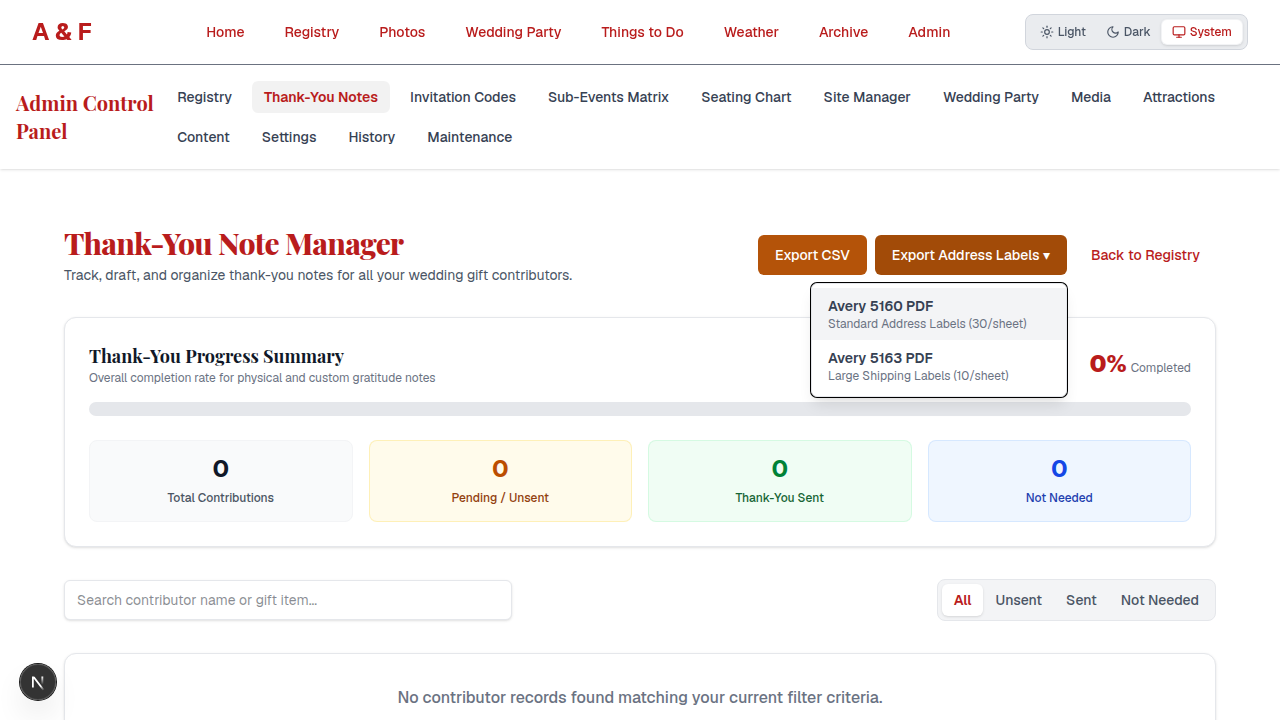 A & F
Home
Registry
Photos
Wedding Party
Things to Do
Weather
Archive
Admin
Light
Dark
System
Admin Control
Panel
Registry
Thank-You Notes
Invitation Codes
Sub-Events Matrix
Seating Chart
Site Manager
Wedding Party
Media
Attractions
Content
Settings
History
Maintenance
Thank-You Note Manager
Track, draft, and organize thank-you notes for all your wedding gift contributors.
Export CSV
Export Address Labels ▾
Back to Registry
Avery 5160 PDF
Standard Address Labels (30/sheet)
Avery 5163 PDF
Large Shipping Labels (10/sheet)
Thank-You Progress Summary
Overall completion rate for physical and custom gratitude notes
0% Completed
0
Total Contributions
0
Pending / Unsent
0
Thank-You Sent
0
Not Needed
Search contributor name or gift item...
All
Unsent
Sent
Not Needed
N
No contributor records found matching your current filter criteria.